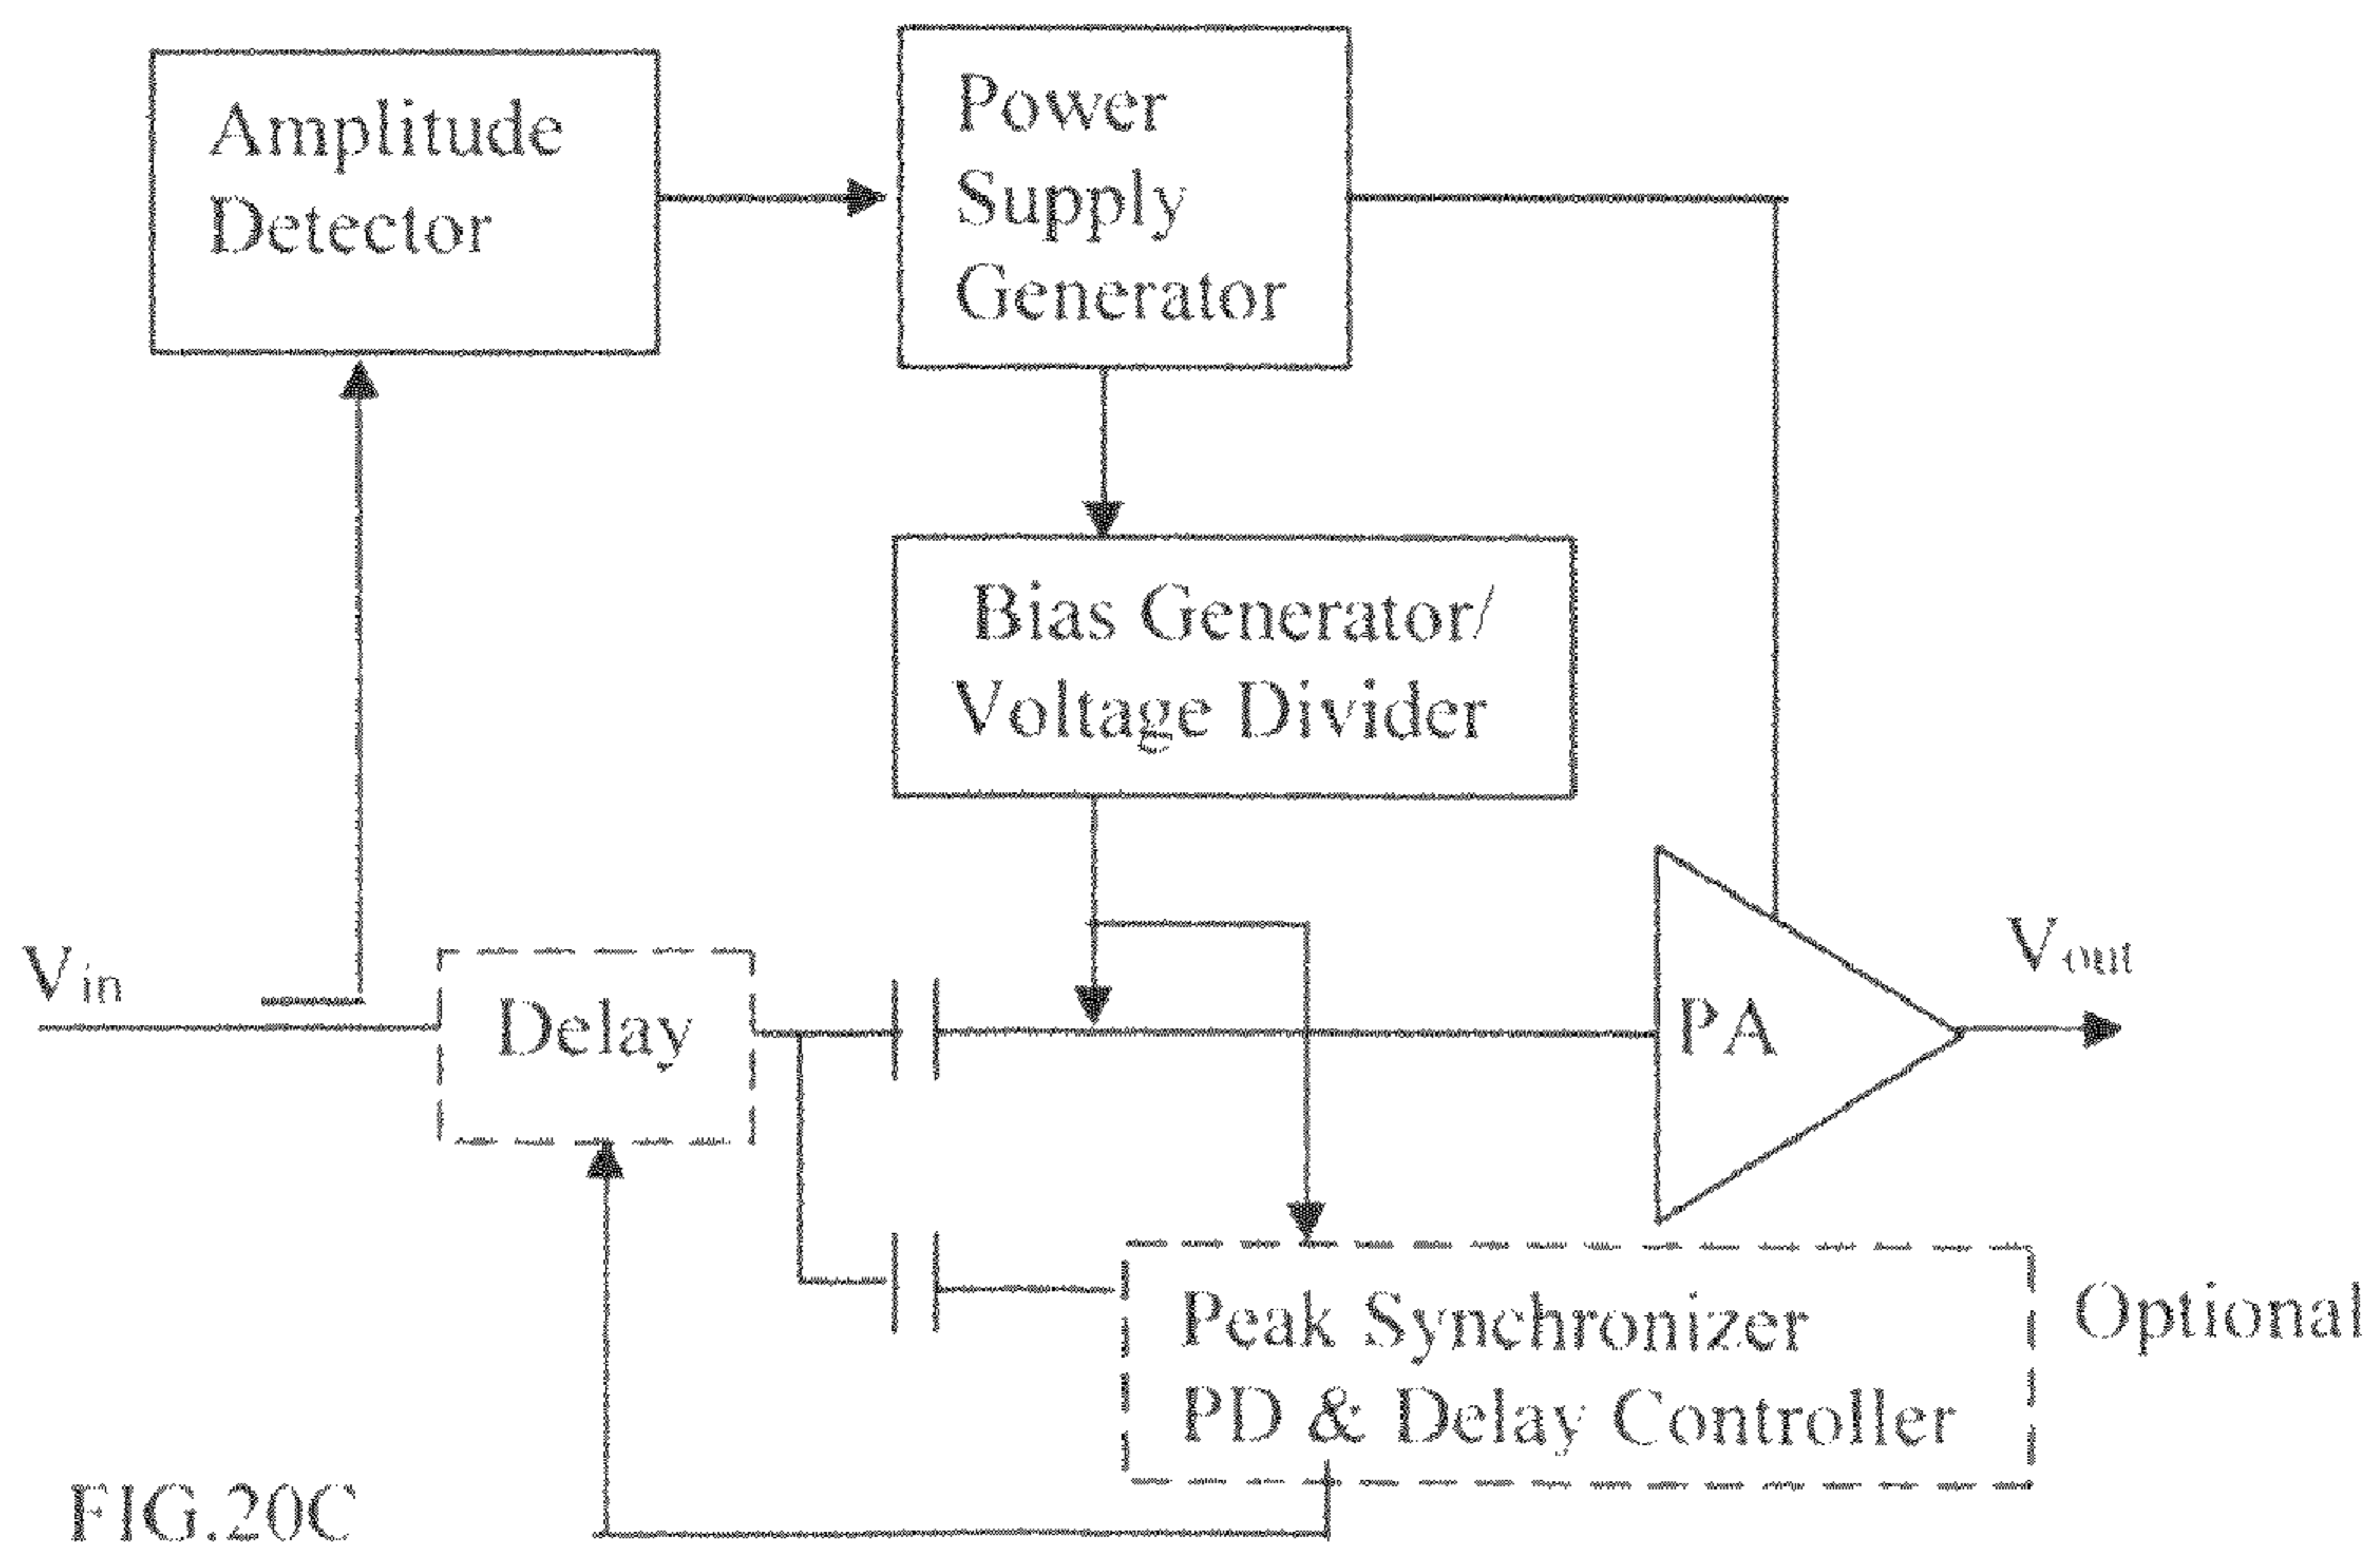 Amplitude
Detector
Power
Supply
Generator
Bias Generator/
Voltage Divider
Vin
Delay
PA
Vout
Peak Synchronizer
PD & Delay Controller
Optional
FIG.20C